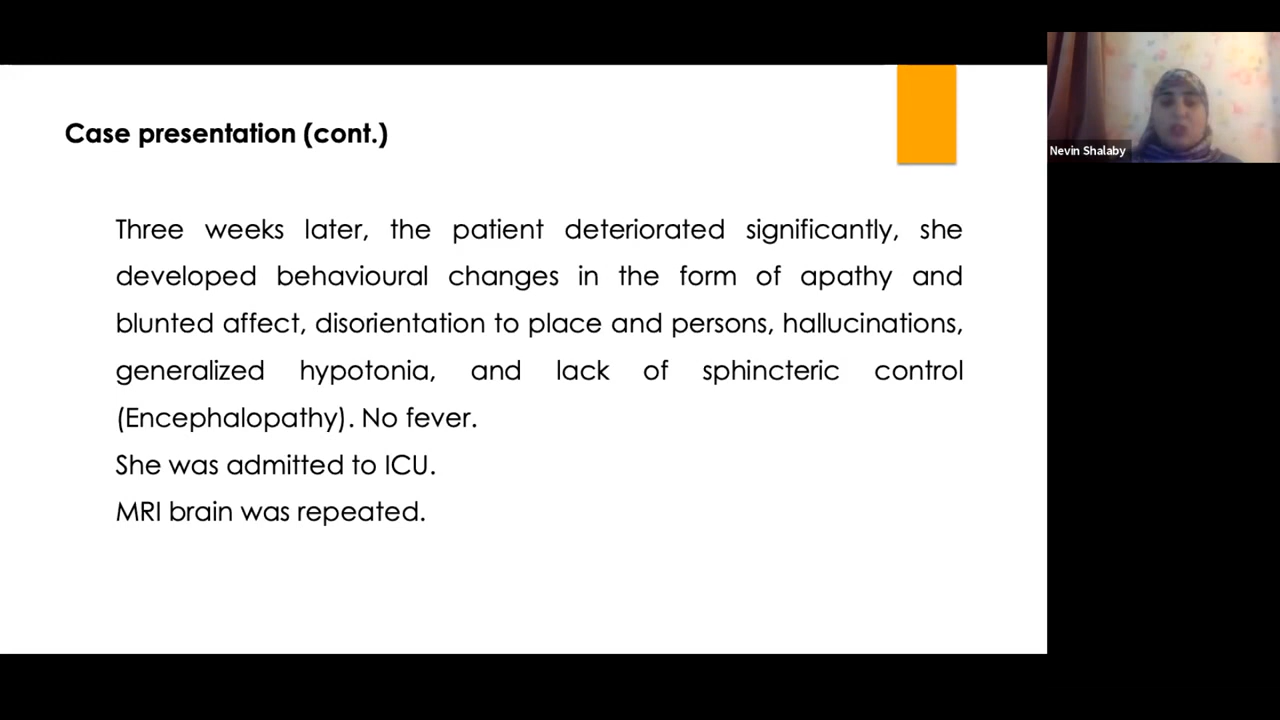 Case presentation (cont.)
Nevin Shalaby
Three weeks later, the patient deteriorated significantly, she
developed behavioural changes in the form of apathy and
blunted affect, disorientation to place and persons, hallucinations,
generalized hypotonia, and lack of sphincteric control
(Encephalopathy). No fever.
She was admitted to ICU.
MRI brain was repeated.